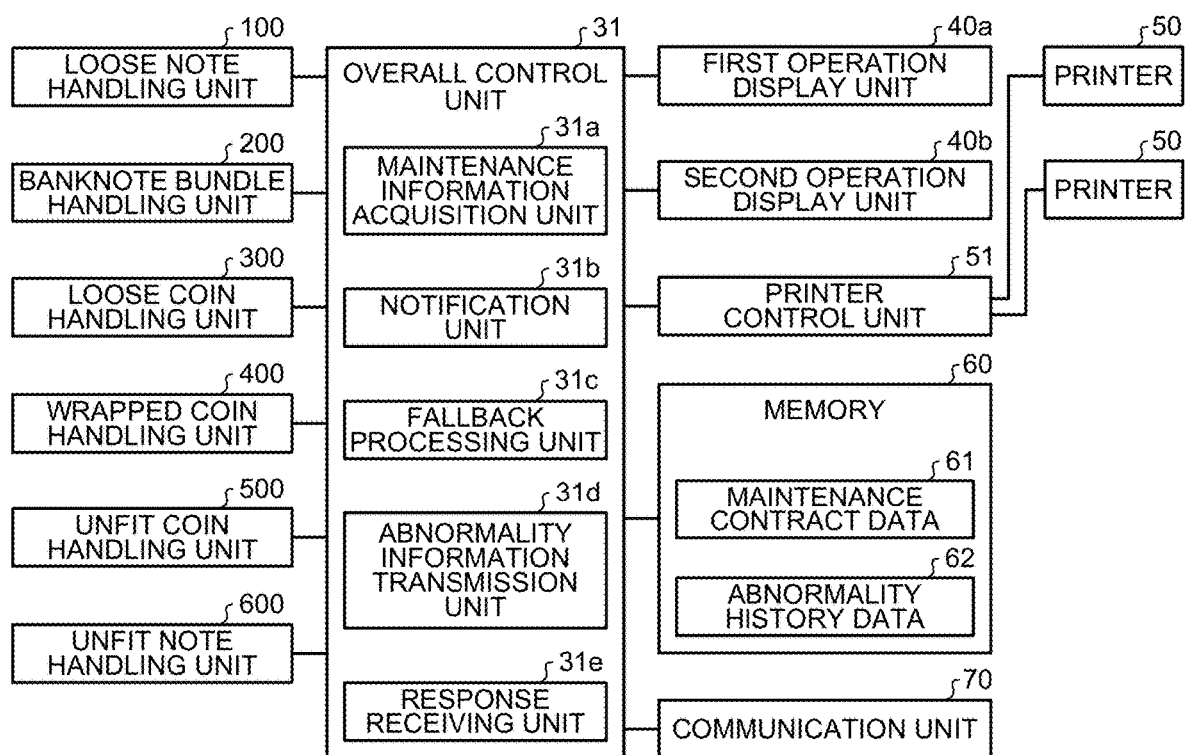 100
LOOSE NOTE
HANDLING UNIT
200
BANKNOTE BUNDLE
HANDLING UNIT
300
LOOSE COIN
HANDLING UNIT
400
WRAPPED COIN
HANDLING UNIT
500
UNFIT COIN
HANDLING UNIT
600
UNFIT NOTE
HANDLING UNIT
31
OVERALL CONTROL
UNIT
31a
MAINTENANCE
INFORMATION
ACQUISITION UNIT
31b
NOTIFICATION
UNIT
31c
FALLBACK
PROCESSING UNIT
31d
ABNORMALITY
INFORMATION
TRANSMISSION
UNIT
31e
RESPONSE
RECEIVING UNIT
40a
FIRST OPERATION
DISPLAY UNIT
40b
SECOND OPERATION
DISPLAY UNIT
51
PRINTER
CONTROL UNIT
60
MEMORY
61
MAINTENANCE
CONTRACT DATA
62
ABNORMALITY
HISTORY DATA
70
COMMUNICATION UNIT
50
PRINTER
50
PRINTER